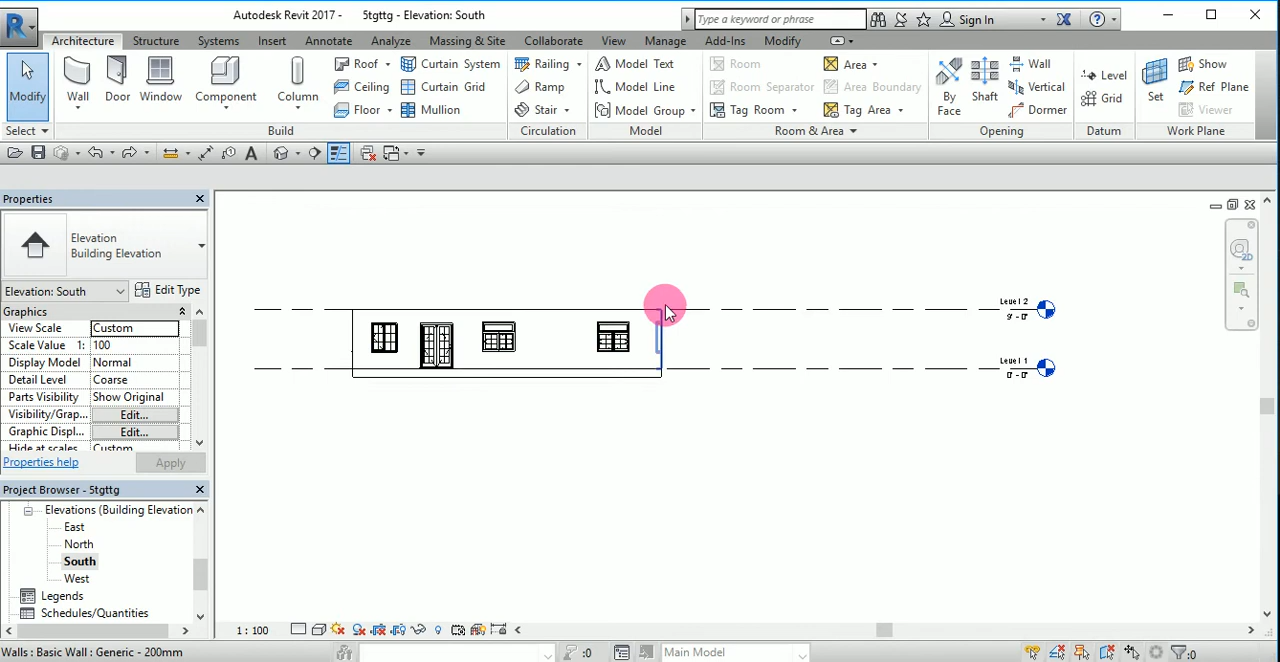 Autodesk Revit 2017 - 5tgttg - Elevation: South
Type a keyword or phrase
Sign In
Architecture Structure Systems Insert Annotate Analyze Massing & Site Collaborate View Manage Add-Ins Modify
Modify
Wall
Door
Window
Component
Column
Roof
Ceiling
Floor
Curtain System
Curtain Grid
Mullion
Railing
Ramp
Stair
Model Text
Model Line
Model Group
Room
Room Separator
Tag Room
Area
Area Boundary
Tag Area
By
Face
Shaft
Wall
Vertical
Dormer
Level
Grid
Set
Show
Ref Plane
Viewer
Select
Build
Circulation
Model
Room & Area
Opening
Datum
Work Plane
Properties
Elevation
Building Elevation
Elevation: South
Edit Type
Graphics
View Scale Custom
Scale Value 1: 100
Display Model Normal
Detail Level Coarse
Parts Visibility Show Original
Visibility/Grap... Edit...
Graphic Displ... Edit...
Hide at scales Custom
Properties help
Apply
Project Browser - 5tgttg
Elevations (Building Elevation
East
North
South
West
Legends
Schedules/Quantities
Level 2
9' - 0"
Level 1
0' - 0"
2D
1 : 100
Walls : Basic Wall : Generic - 200mm
:0
Main Model
:0